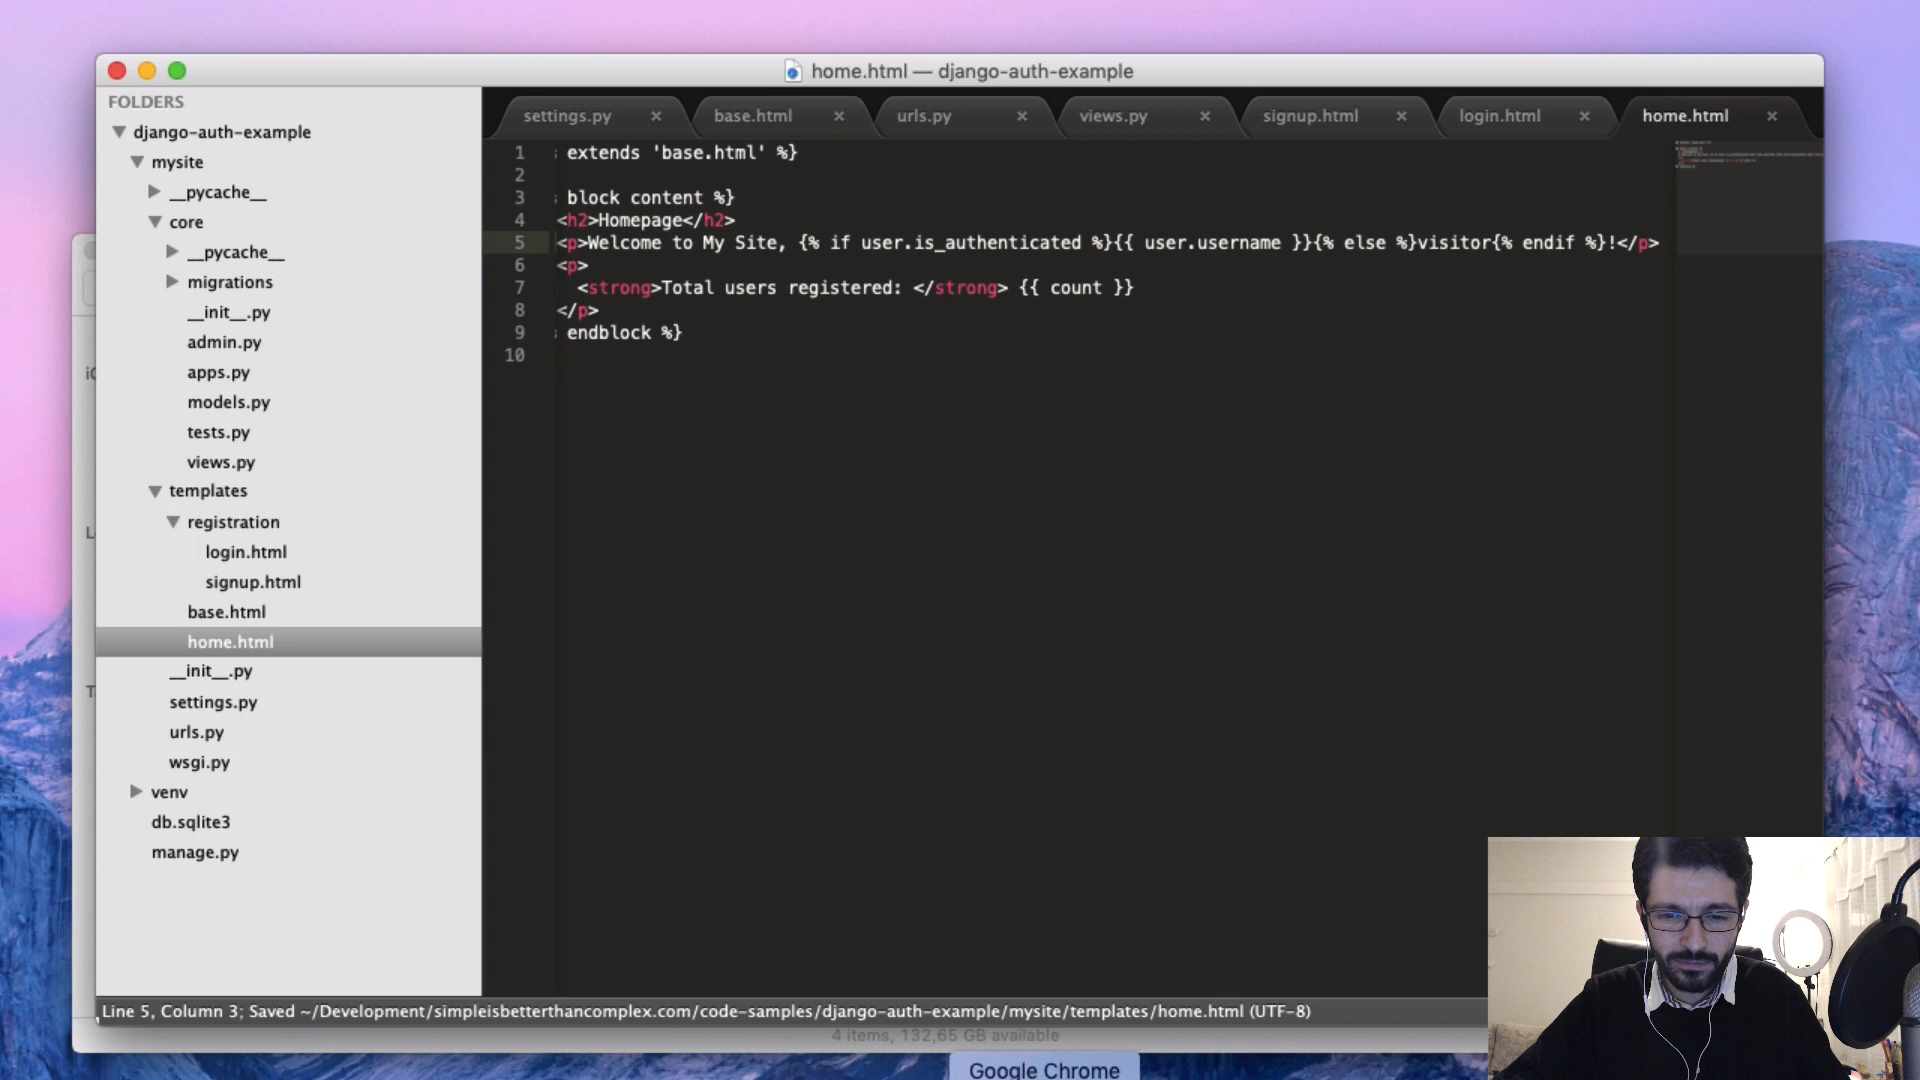 home.html — django-auth-example
FOLDERS
django-auth-example
mysite
__pycache__
core
__pycache__
migrations
__init__.py
admin.py
apps.py
models.py
tests.py
views.py
templates
registration
login.html
signup.html
base.html
home.html
__init__.py
settings.py
urls.py
wsgi.py
venv
db.sqlite3
manage.py
settings.py × base.html × urls.py × views.py × signup.html × login.html × home.html ×
1 extends 'base.html' %}
2
3 block content %}
4 <h2>Homepage</h2>
5 <p>Welcome to My Site, {% if user.is_authenticated %}{{ user.username }}{% else %}visitor{% endif %}!</p>
6 <p>
7 <strong>Total users registered: </strong> {{ count }}
8 </p>
9 endblock %}
10
Line 5, Column 3; Saved ~/Development/simpleisbetterthancomplex.com/code-samples/django-auth-example/mysite/templates/home.html (UTF-8)
4 items, 132,65 GB available
Google Chrome